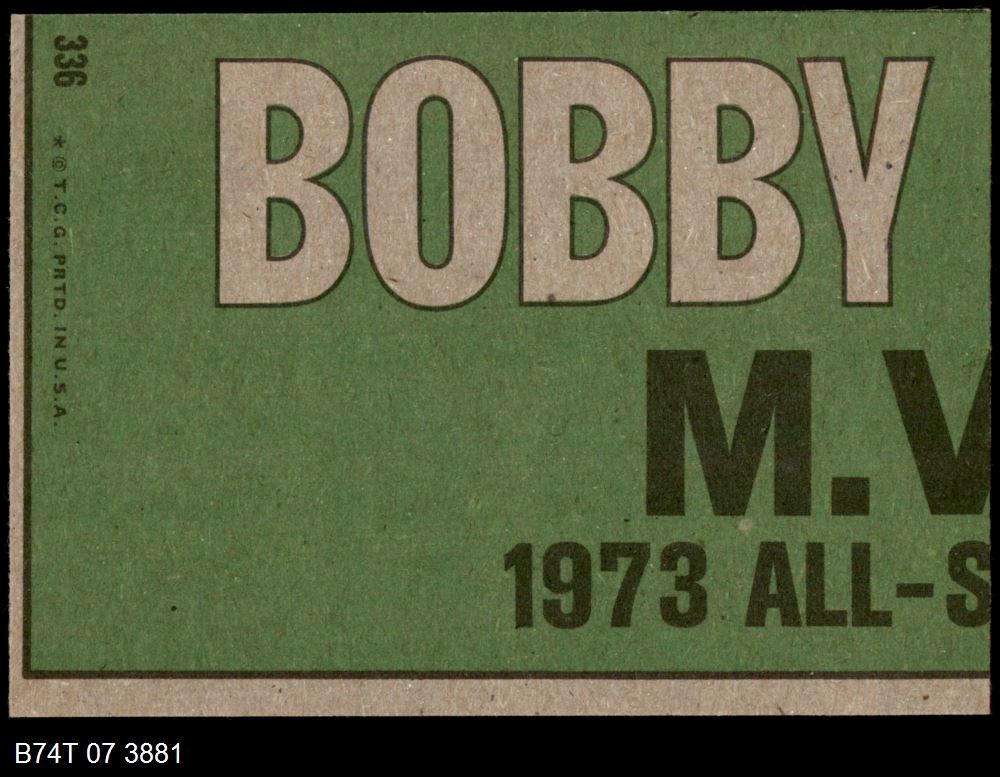 336
* © T.C.G. PRTD. IN U.S.A.
BOBBY
M.V
1973 ALL-S
B74T 07 3881